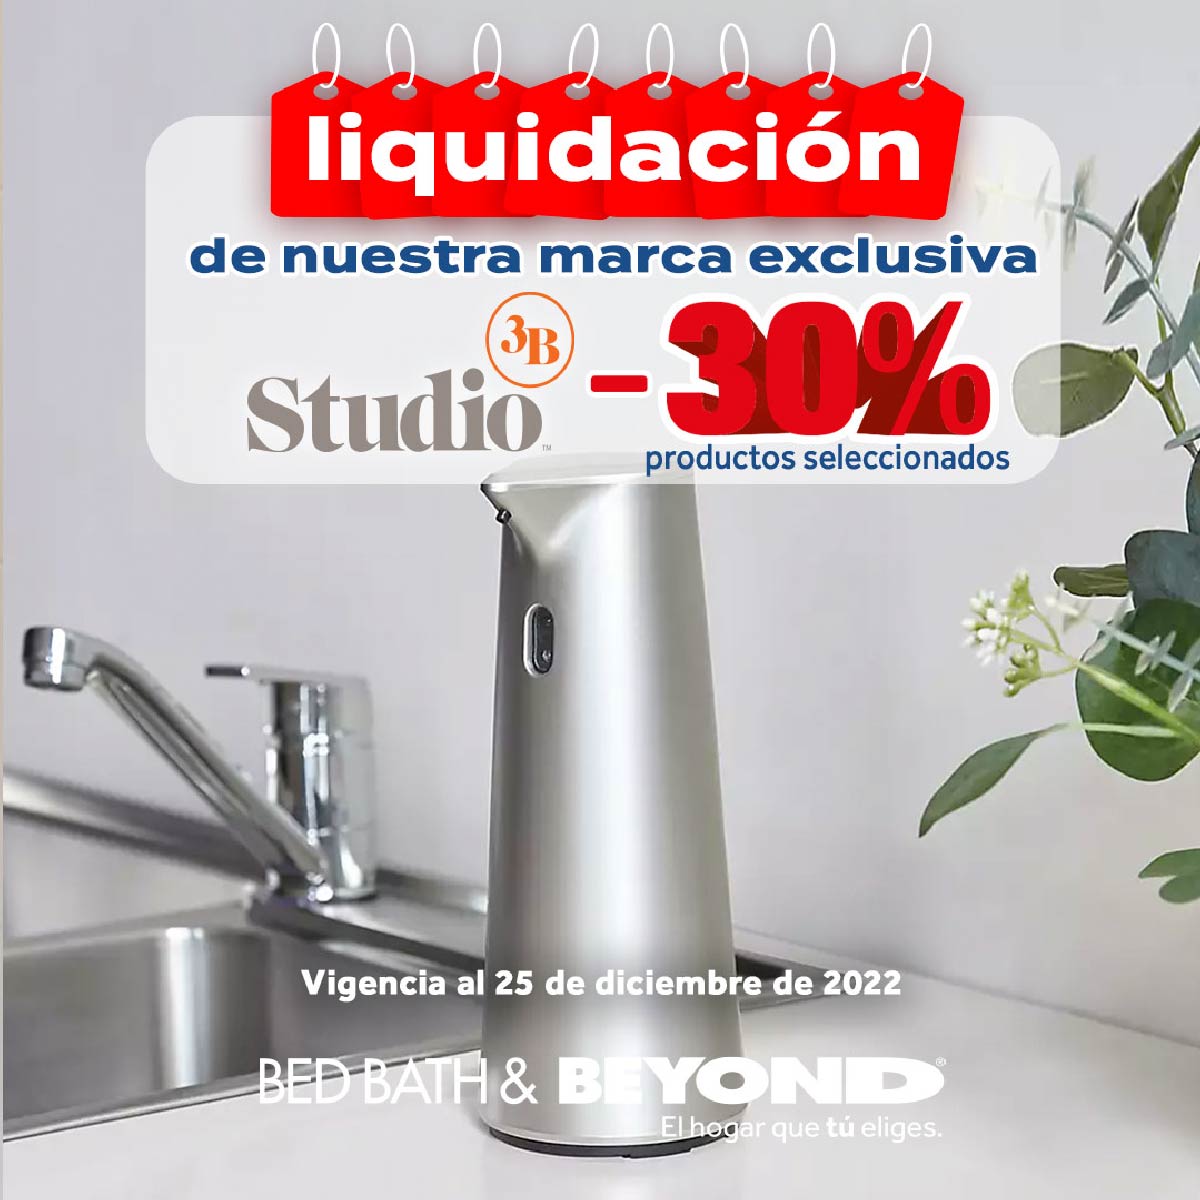 liquidación
de nuestra marca exclusiva
Studio 3B ™
-30%
productos seleccionados
Vigencia al 25 de diciembre de 2022
BED BATH & BEYOND®
El hogar que tú eliges.